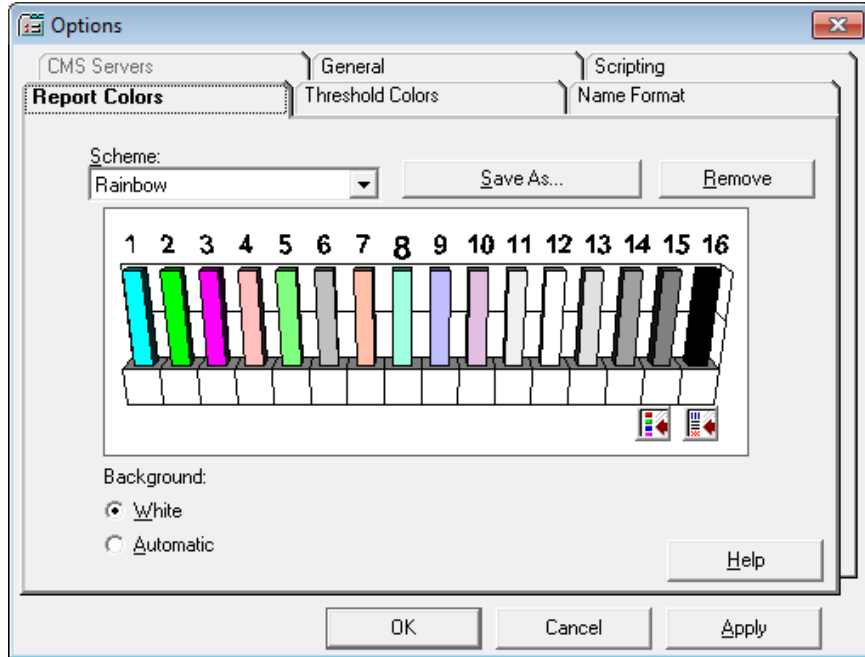 Options
CMS Servers General Scripting
Report Colors Threshold Colors Name Format
Scheme:
Rainbow Save As... Remove
1 2 3 4 5 6 7 8 9 10 11 12 13 14 15 16
Background:
White
Automatic
Help
OK Cancel Apply